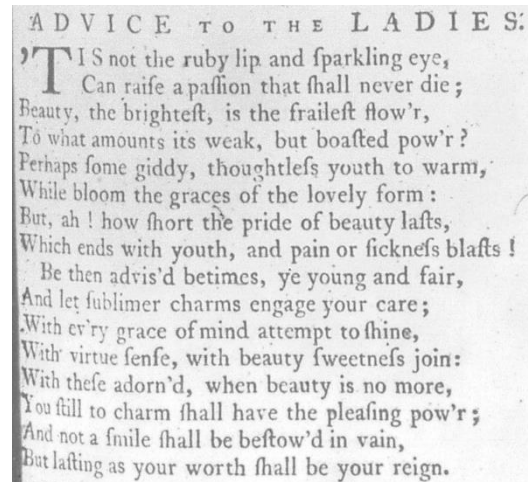 ADVICE TO THE LADIES.
'TIS not the ruby lip and ſparkling eye,
Can raiſe a paſſion that ſhall never die;
Beauty, the brighteſt, is the fraileſt flow'r,
To what amounts its weak, but boaſted pow'r?
Perhaps ſome giddy, thoughtleſs youth to warm,
While bloom the graces of the lovely form:
But, ah! how ſhort the pride of beauty laſts,
Which ends with youth, and pain or ſickneſs blaſts!
Be then advis'd betimes, ye young and fair,
And let ſublimer charms engage your care;
With ev'ry grace of mind attempt to ſhine,
With virtue ſenſe, with beauty ſweetneſs join:
With theſe adorn'd, when beauty is no more,
You ſtill to charm ſhall have the pleaſing pow'r;
And not a ſmile ſhall be beſtow'd in vain,
But laſting as your worth ſhall be your reign.